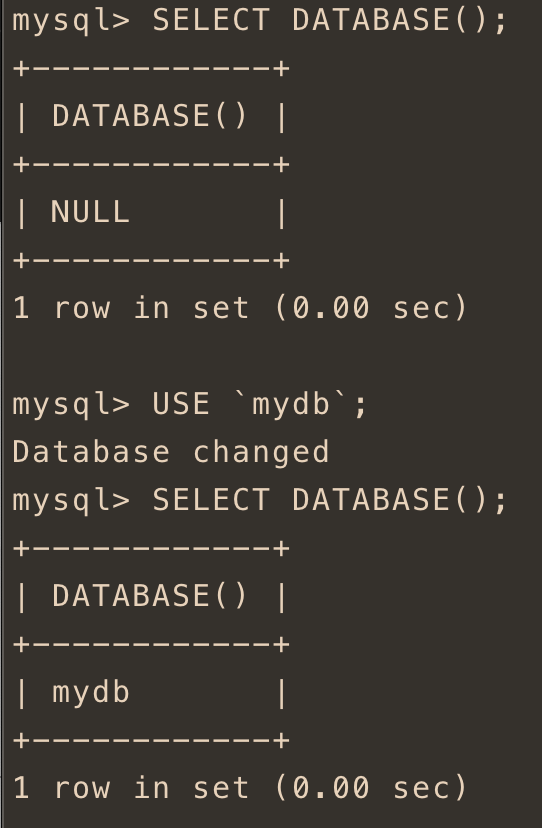 mysql> SELECT DATABASE();
+------------+
| DATABASE() |
+------------+
| NULL       |
+------------+
1 row in set (0.00 sec)

mysql> USE `mydb`;
Database changed
mysql> SELECT DATABASE();
+------------+
| DATABASE() |
+------------+
| mydb       |
+------------+
1 row in set (0.00 sec)